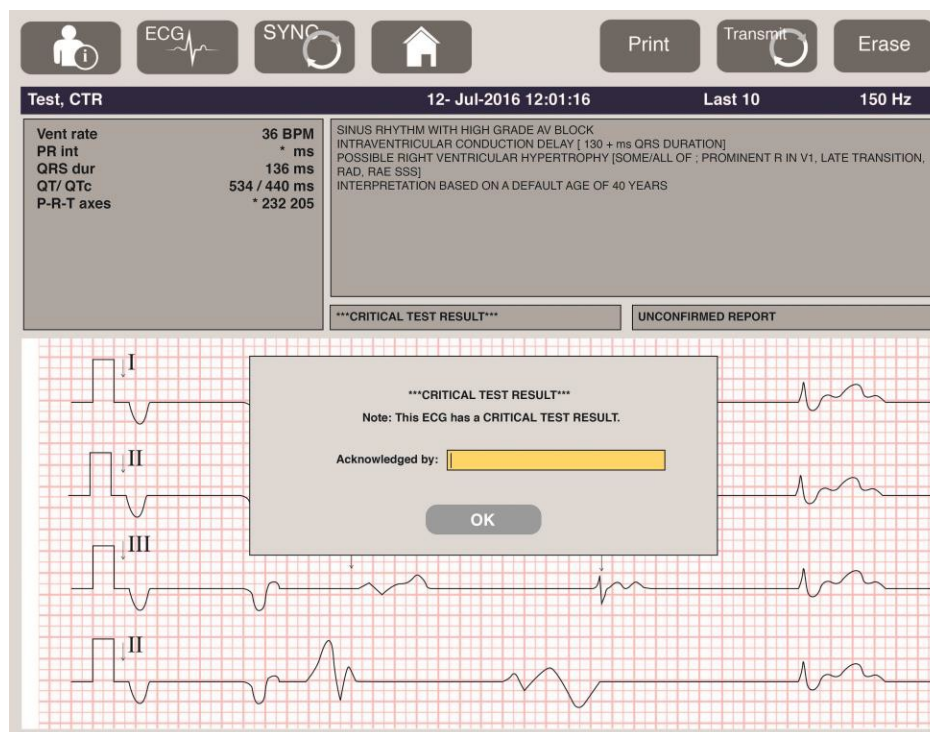 ECG
SYNC
Print
Transmit
Erase
Test, CTR 12- Jul-2016 12:01:16 Last 10 150 Hz
Vent rate 36 BPM
PR int * ms
QRS dur 136 ms
QT/ QTc 534 / 440 ms
P-R-T axes * 232 205
SINUS RHYTHM WITH HIGH GRADE AV BLOCK
INTRAVENTRICULAR CONDUCTION DELAY [ 130 + ms QRS DURATION]
POSSIBLE RIGHT VENTRICULAR HYPERTROPHY [SOME/ALL OF ; PROMINENT R IN V1, LATE TRANSITION,
RAD, RAE SSS]
INTERPRETATION BASED ON A DEFAULT AGE OF 40 YEARS
***CRITICAL TEST RESULT***
UNCONFIRMED REPORT
I
***CRITICAL TEST RESULT***
Note: This ECG has a CRITICAL TEST RESULT.
Acknowledged by:
OK
II
III
II